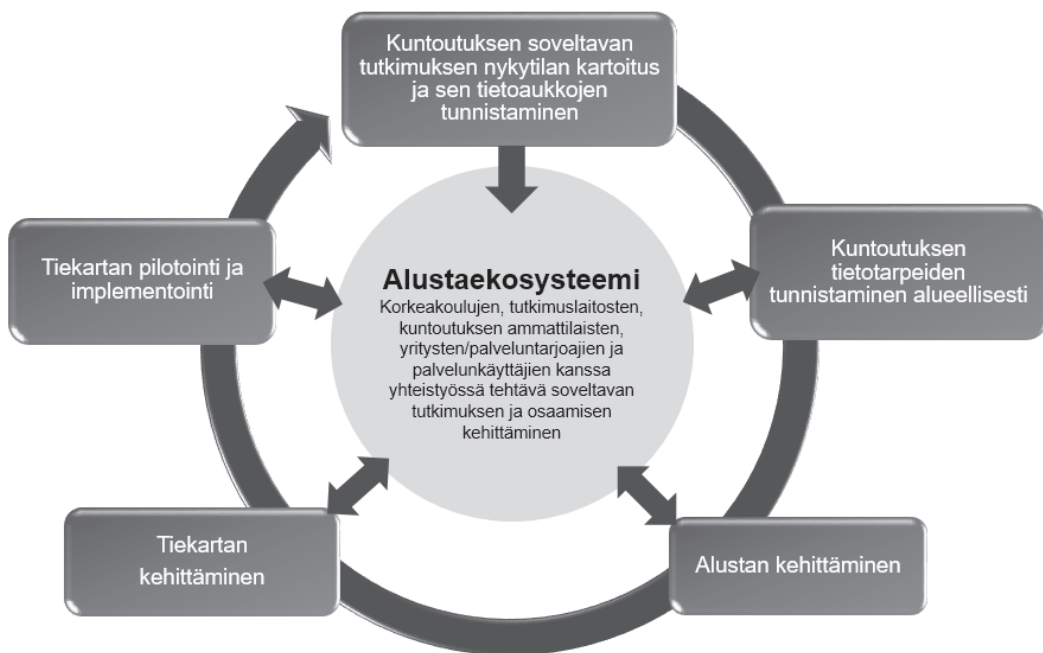 Kuntoutuksen soveltavan
tutkimuksen nykytilan kartoitus
ja sen tietoaukkojen
tunnistaminen
Kuntoutuksen
tietotarpeiden
tunnistaminen alueellisesti
Alustan kehittäminen
Tiekartan
kehittäminen
Tiekartan pilotointi ja
implementointi
Alustaekosysteemi
Korkeakoulujen, tutkimuslaitosten,
kuntoutuksen ammattilaisten,
yritysten/palveluntarjoajien ja
palvelunkäyttäjien kanssa
yhteistyössä tehtävä soveltavan
tutkimuksen ja osaamisen
kehittäminen